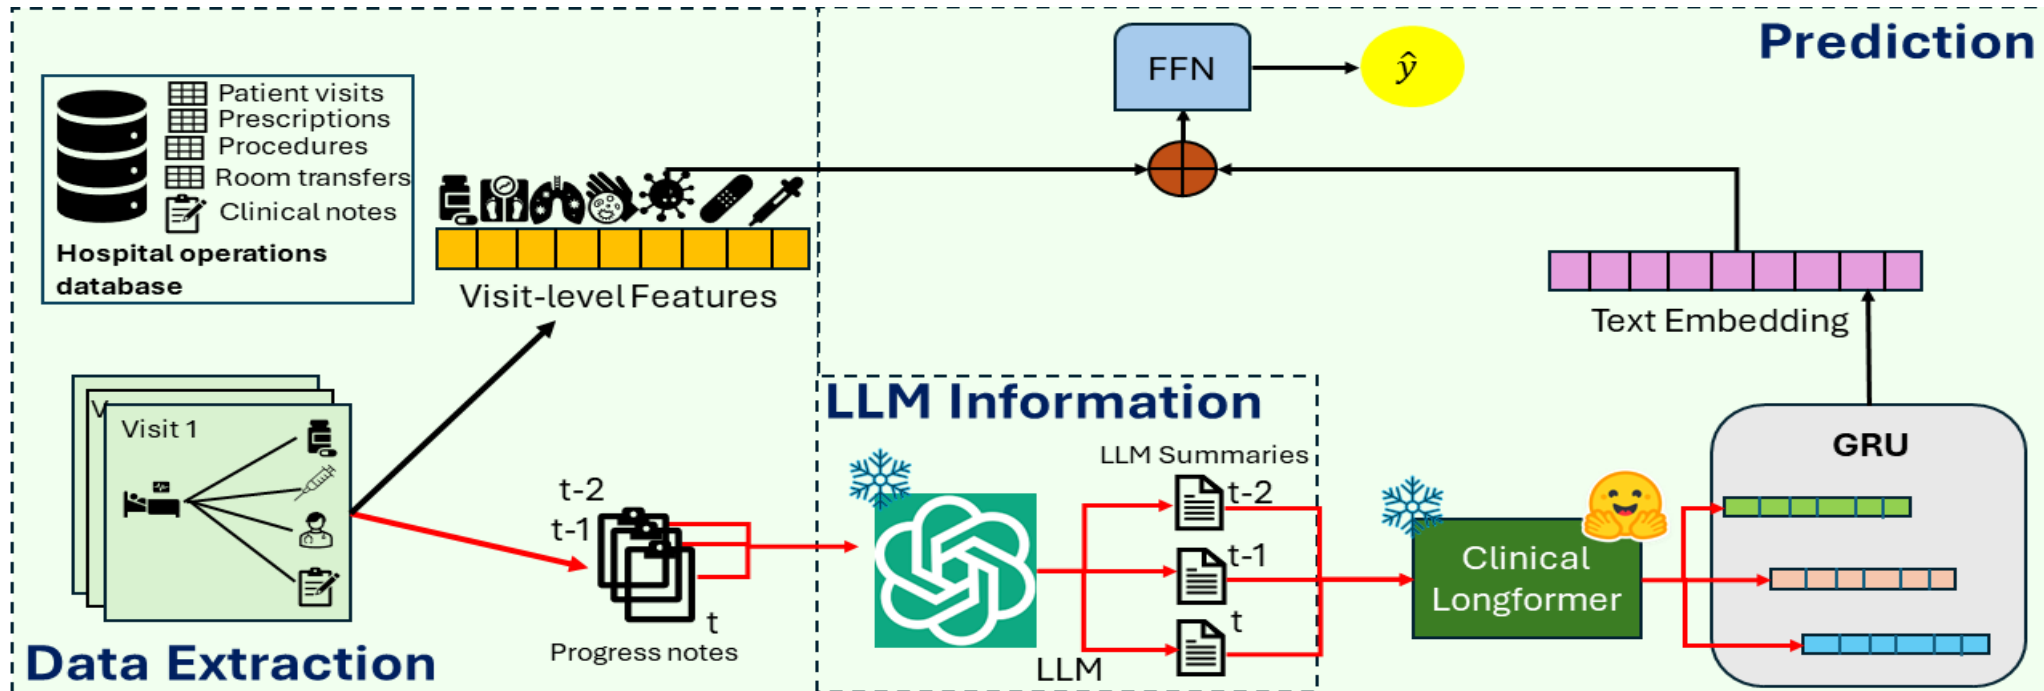 Patient visits
Prescriptions
Procedures
Room transfers
Clinical notes
Hospital operations
database
Visit-level Features
V
Visit 1
t-2
t-1
t
Progress notes
Data Extraction
LLM Information
LLM Summaries
t-2
t-1
t
LLM
Prediction
FFN
ŷ
Text Embedding
Clinical
Longformer
GRU